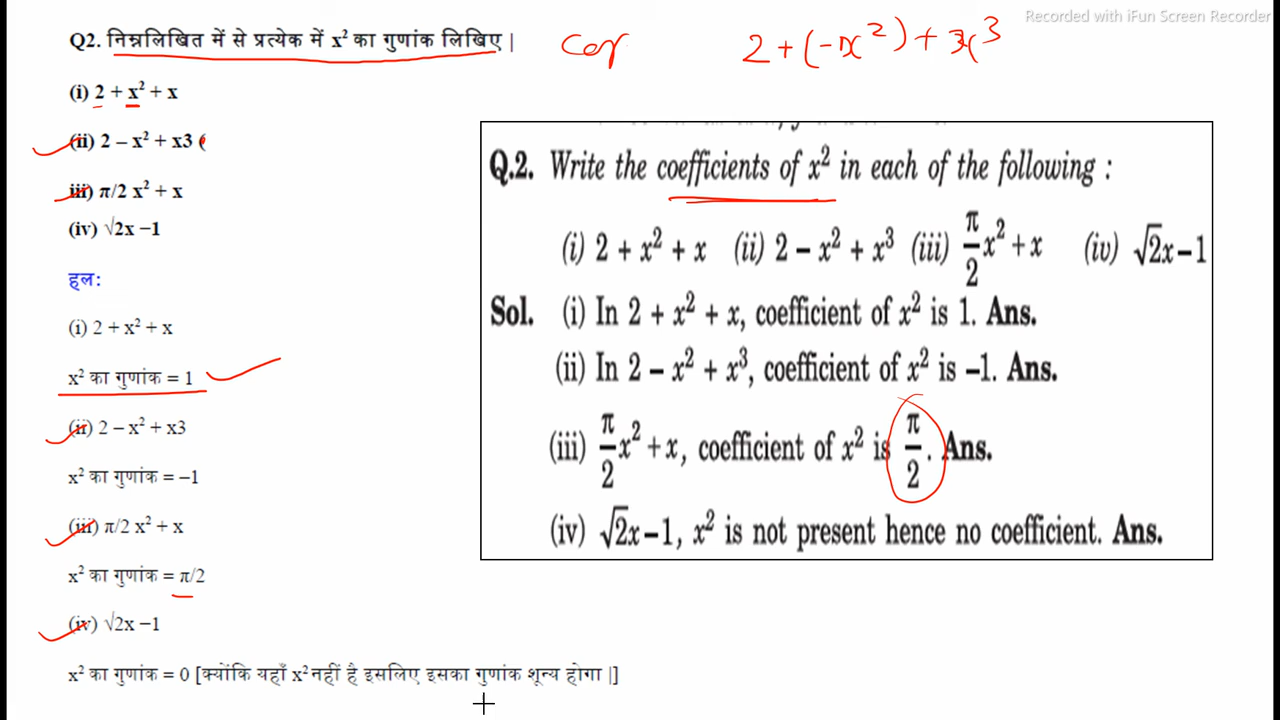 Recorded with iFun Screen Recorder
Q2. निम्नलिखित में से प्रत्येक में x² का गुणांक लिखिए |
2 + (-x²) + x³
(i) 2 + x² + x
(ii) 2 – x² + x3 (
iii) π/2 x² + x
(iv) √2x –1
हल:
(i) 2 + x² + x
x² का गुणांक = 1
(ii) 2 – x² + x3
x² का गुणांक = –1
(iii) π/2 x² + x
x² का गुणांक = π/2
(iv) √2x –1
x² का गुणांक = 0 [क्योंकि यहाँ x² नहीं है इसलिए इसका गुणांक शून्य होगा |]
Q.2. Write the coefficients of x² in each of the following :
(i) 2 + x² + x (ii) 2 – x² + x³ (iii) π/2 x² + x (iv) √2x – 1
Sol. (i) In 2 + x² + x, coefficient of x² is 1. Ans.
(ii) In 2 – x² + x³, coefficient of x² is –1. Ans.
(iii) π/2 x² + x, coefficient of x² is π/2. Ans.
(iv) √2x – 1, x² is not present hence no coefficient. Ans.